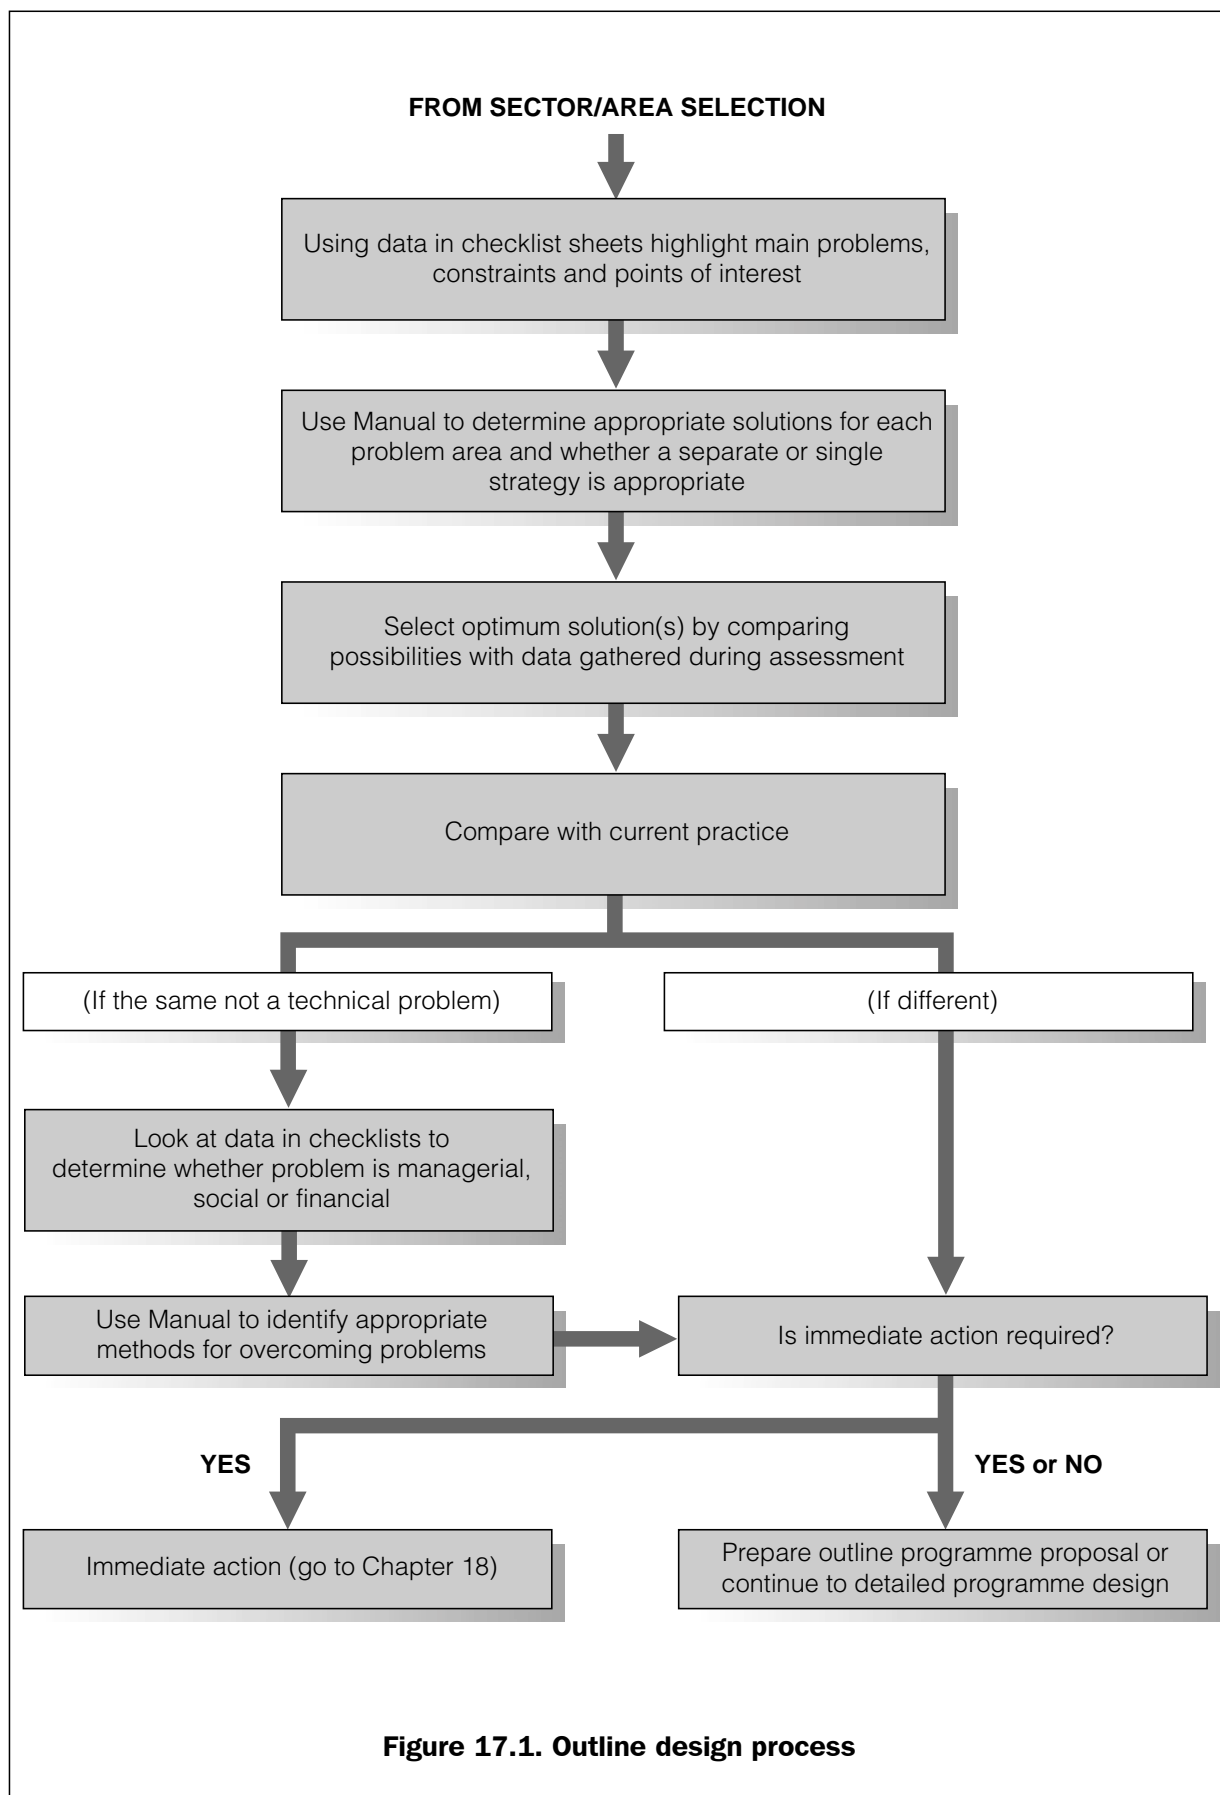 FROM SECTOR/AREA SELECTION
Using data in checklist sheets highlight main problems,
constraints and points of interest
Use Manual to determine appropriate solutions for each
problem area and whether a separate or single
strategy is appropriate
Select optimum solution(s) by comparing
possibilities with data gathered during assessment
Compare with current practice
(If the same not a technical problem)
(If different)
Look at data in checklists to
determine whether problem is managerial,
social or financial
Use Manual to identify appropriate
methods for overcoming problems
Is immediate action required?
YES
YES or NO
Immediate action (go to Chapter 18)
Prepare outline programme proposal or
continue to detailed programme design
Figure 17.1. Outline design process